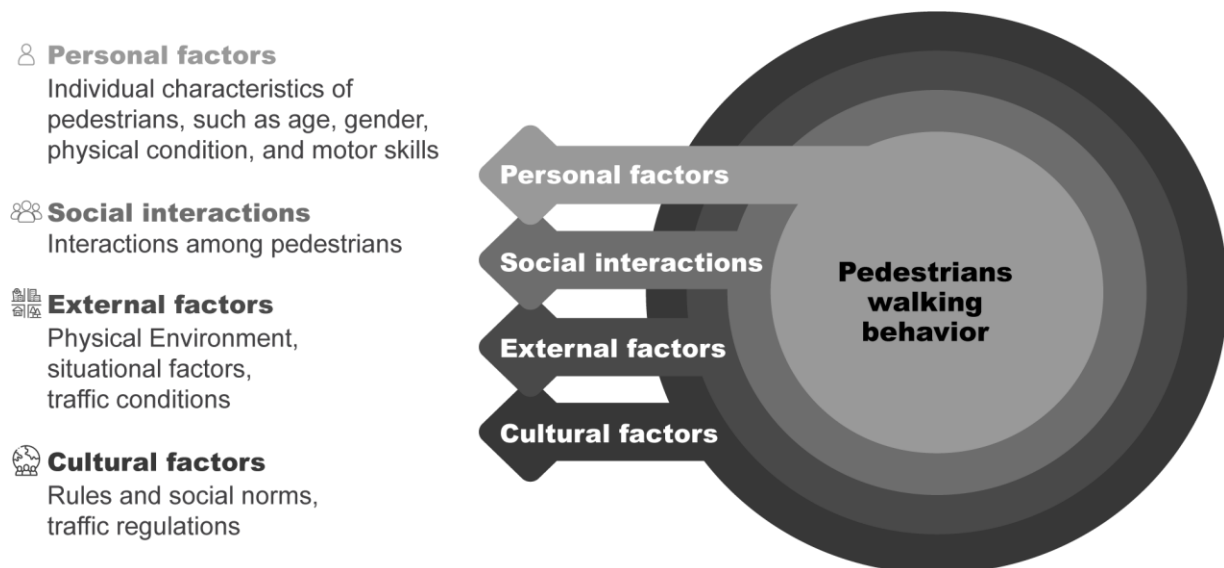 Personal factors
Individual characteristics of
pedestrians, such as age, gender,
physical condition, and motor skills
Social interactions
Interactions among pedestrians
External factors
Physical Environment,
situational factors,
traffic conditions
Cultural factors
Rules and social norms,
traffic regulations
Personal factors
Social interactions
External factors
Cultural factors
Pedestrians
walking
behavior